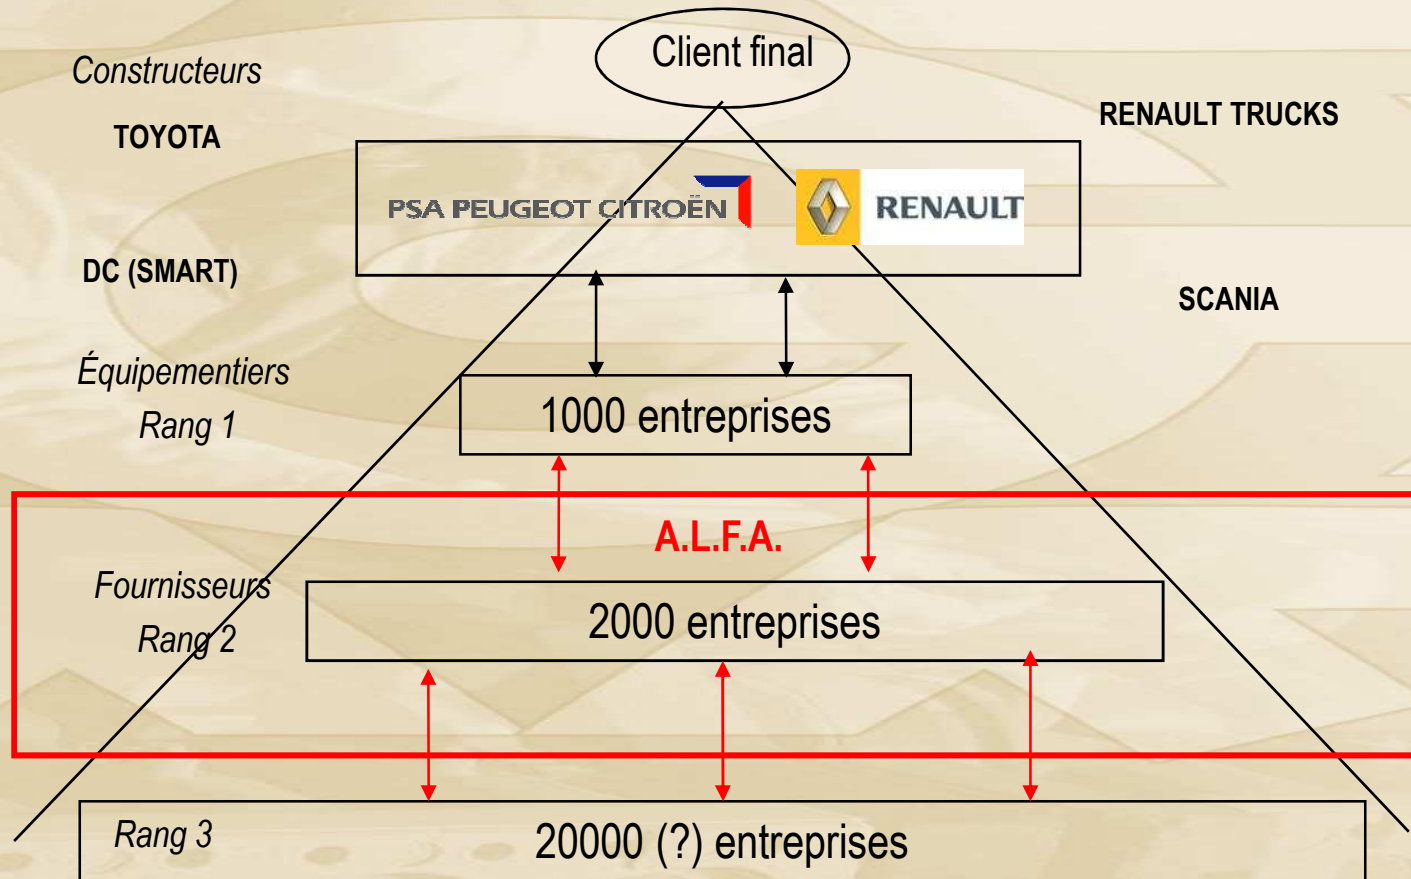 Client final
Constructeurs
TOYOTA
RENAULT TRUCKS
PSA PEUGEOT CITROËN
RENAULT
DC (SMART)
SCANIA
Équipementiers
Rang 1
1000 entreprises
A.L.F.A.
Fournisseurs
Rang 2
2000 entreprises
Rang 3
20000 (?) entreprises